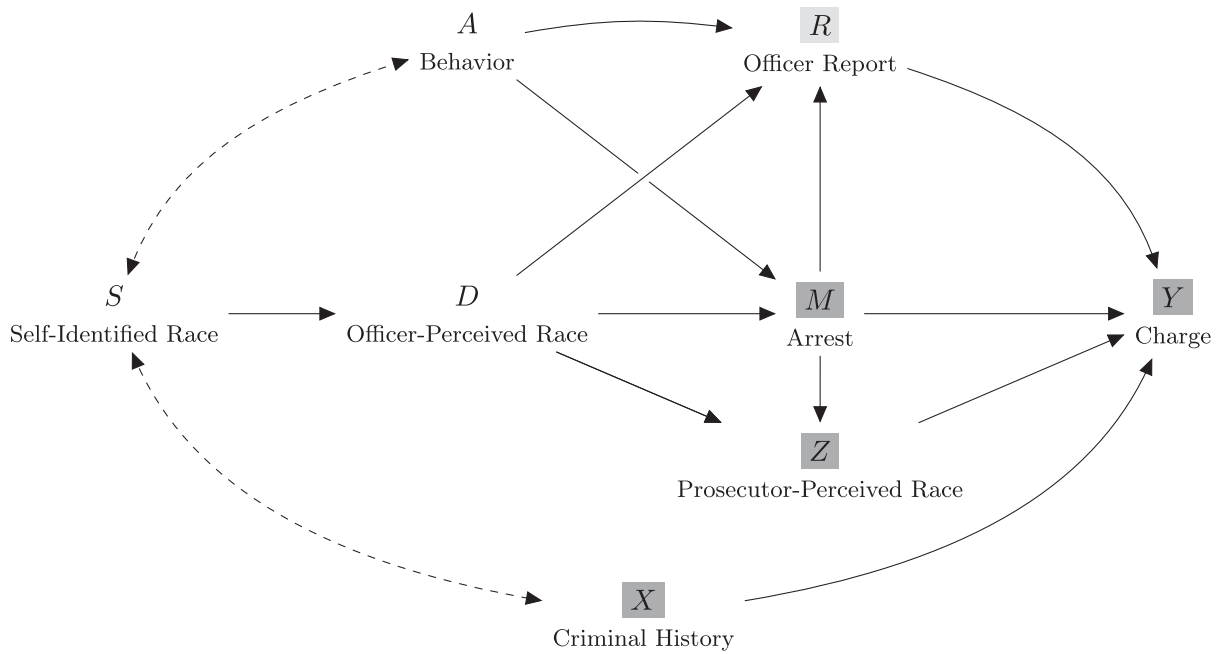 A
Behavior
R
Officer Report
S
Self-Identified Race
D
Officer-Perceived Race
M
Arrest
Y
Charge
Z
Prosecutor-Perceived Race
X
Criminal History